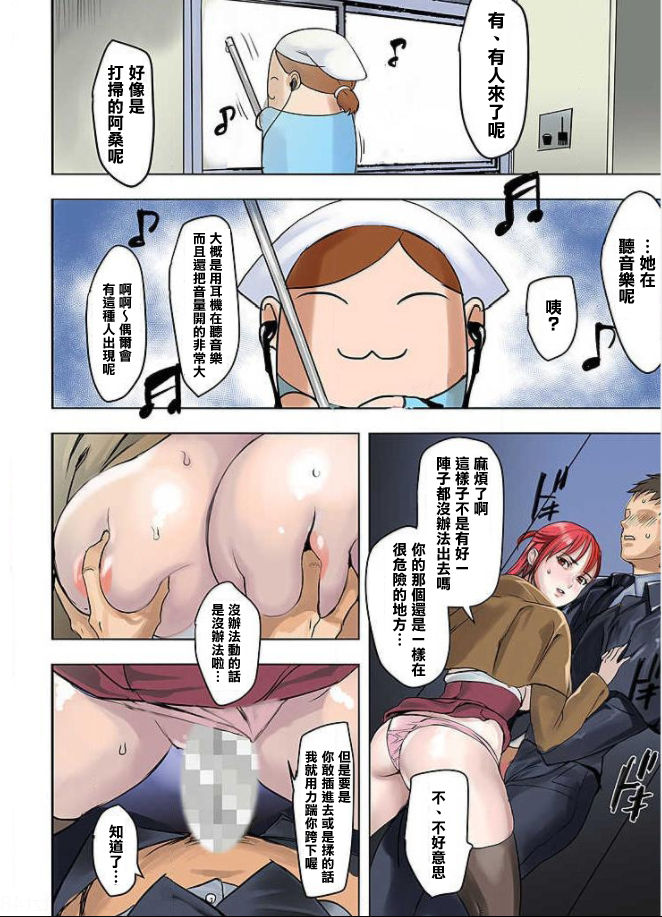 有、有人來了呢
好像是
打掃的阿桑呢
…她在
聽音樂呢
咦？
大概是用耳機在聽音樂
而且還把音量開的非常大
啊啊～偶爾會
有這種人出現呢
麻煩了啊
這樣子不是有好一
陣子都沒辦法出去嗎
你的那個還是一樣在
很危險的地方…
不、不好意思
沒辦法動的話
是沒辦法啦…
但是要是
你敢插進去或是揉的話
我就用力踹你跨下喔
知道了…
ドキ
ドキ